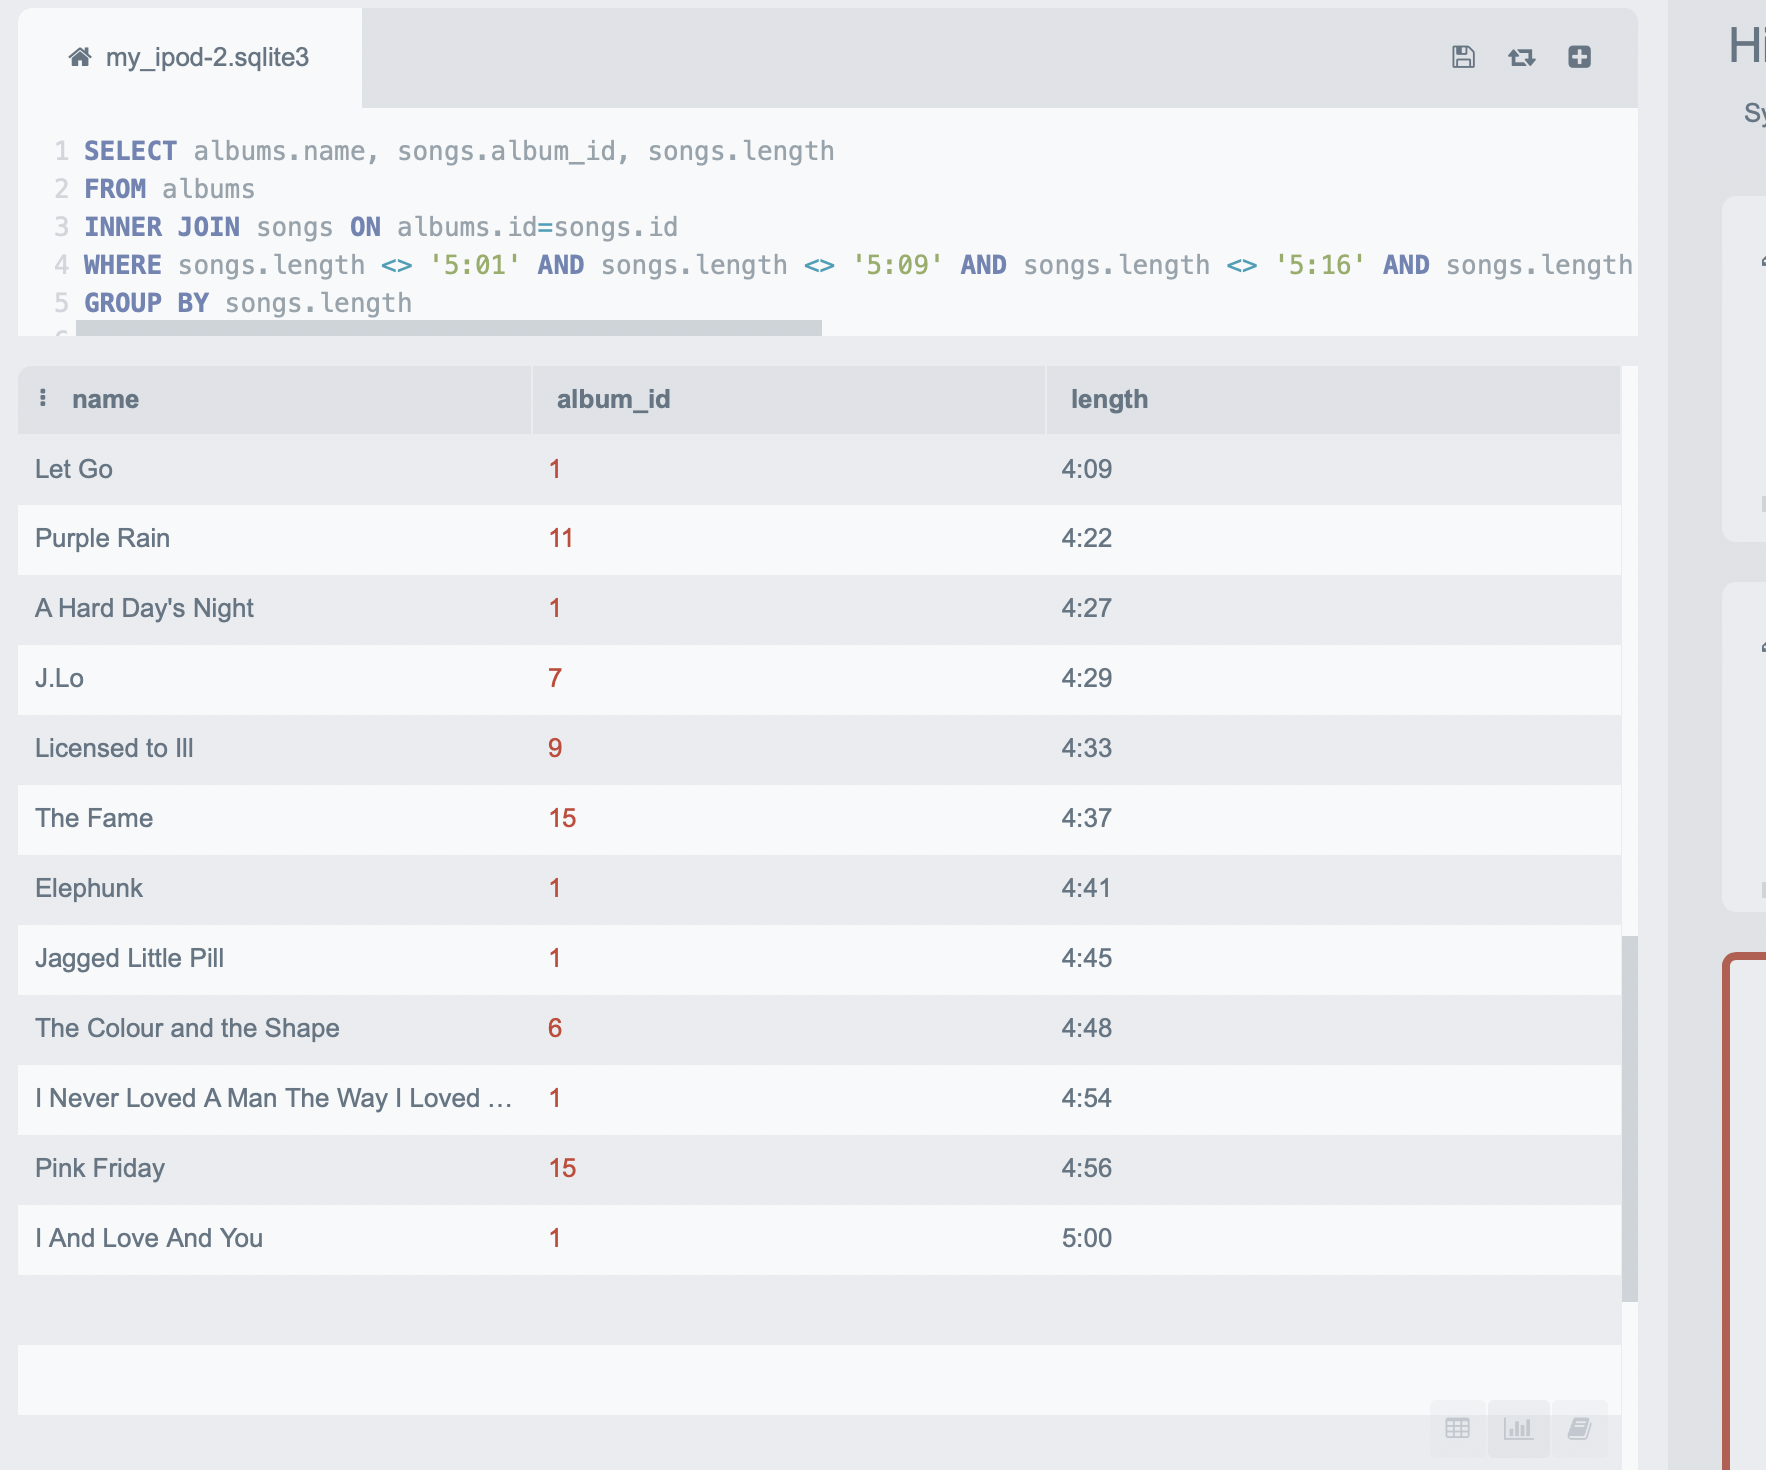 my_ipod-2.sqlite3
Hi
Sy
1 SELECT albums.name, songs.album_id, songs.length
2 FROM albums
3 INNER JOIN songs ON albums.id=songs.id
4 WHERE songs.length <> '5:01' AND songs.length <> '5:09' AND songs.length <> '5:16' AND songs.length
5 GROUP BY songs.length
name album_id length
Let Go 1 4:09
Purple Rain 11 4:22
A Hard Day's Night 1 4:27
J.Lo 7 4:29
Licensed to Ill 9 4:33
The Fame 15 4:37
Elephunk 1 4:41
Jagged Little Pill 1 4:45
The Colour and the Shape 6 4:48
I Never Loved A Man The Way I Loved … 1 4:54
Pink Friday 15 4:56
I And Love And You 1 5:00